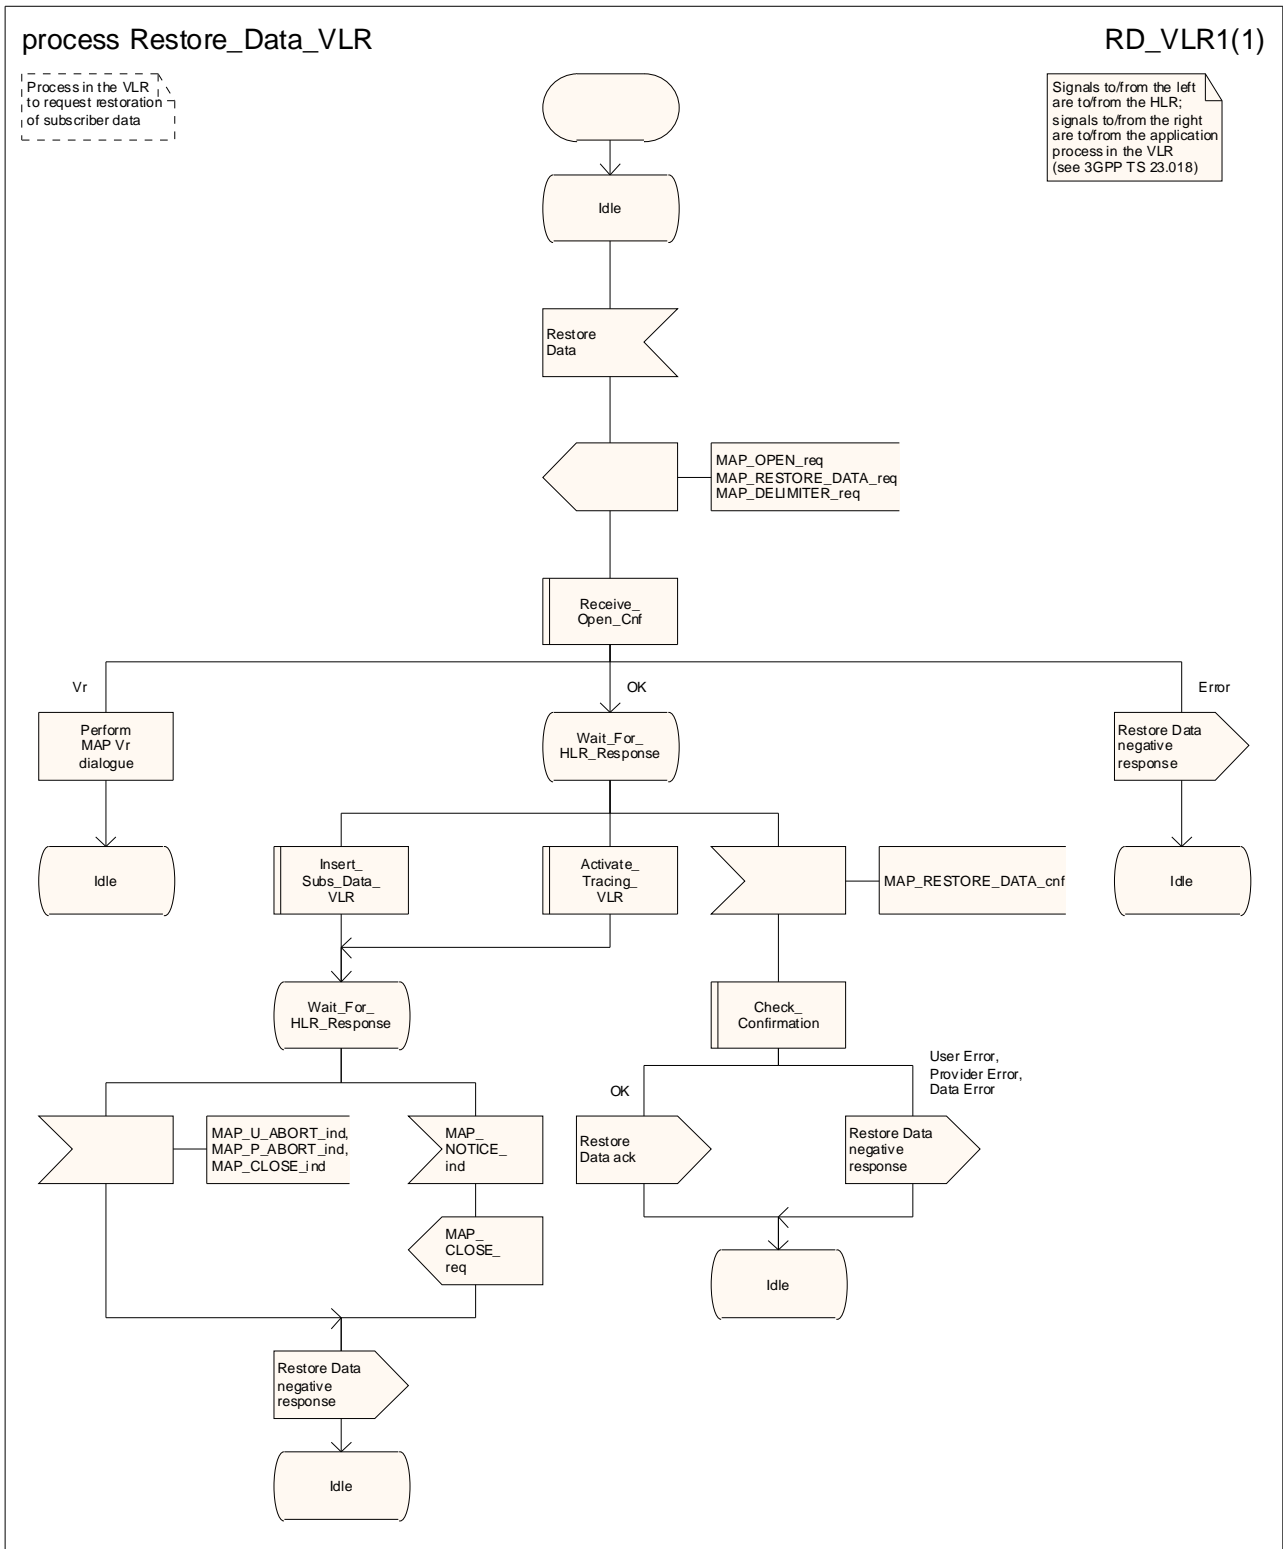 process Restore_Data_VLR
RD_VLR1(1)
Process in the VLR
to request restoration
of subscriber data
Signals to/from the left
are to/from the HLR;
signals to/from the right
are to/from the application
process in the VLR
(see 3GPP TS 23.018)
Idle
Restore
Data
MAP_OPEN_req
MAP_RESTORE_DATA_req
MAP_DELIMITER_req
Receive_
Open_Cnf
Vr
OK
Error
Perform
MAP Vr
dialogue
Wait_For_
HLR_Response
Restore Data
negative
response
Idle
Insert_
Subs_Data_
VLR
Activate_
Tracing_
VLR
MAP_RESTORE_DATA_cnf
Idle
Wait_For_
HLR_Response
Check_
Confirmation
OK
User Error,
Provider Error,
Data Error
MAP_U_ABORT_ind,
MAP_P_ABORT_ind,
MAP_CLOSE_ind
MAP_
NOTICE_
ind
Restore
Data ack
Restore Data
negative
response
MAP_
CLOSE_
req
Idle
Restore Data
negative
response
Idle